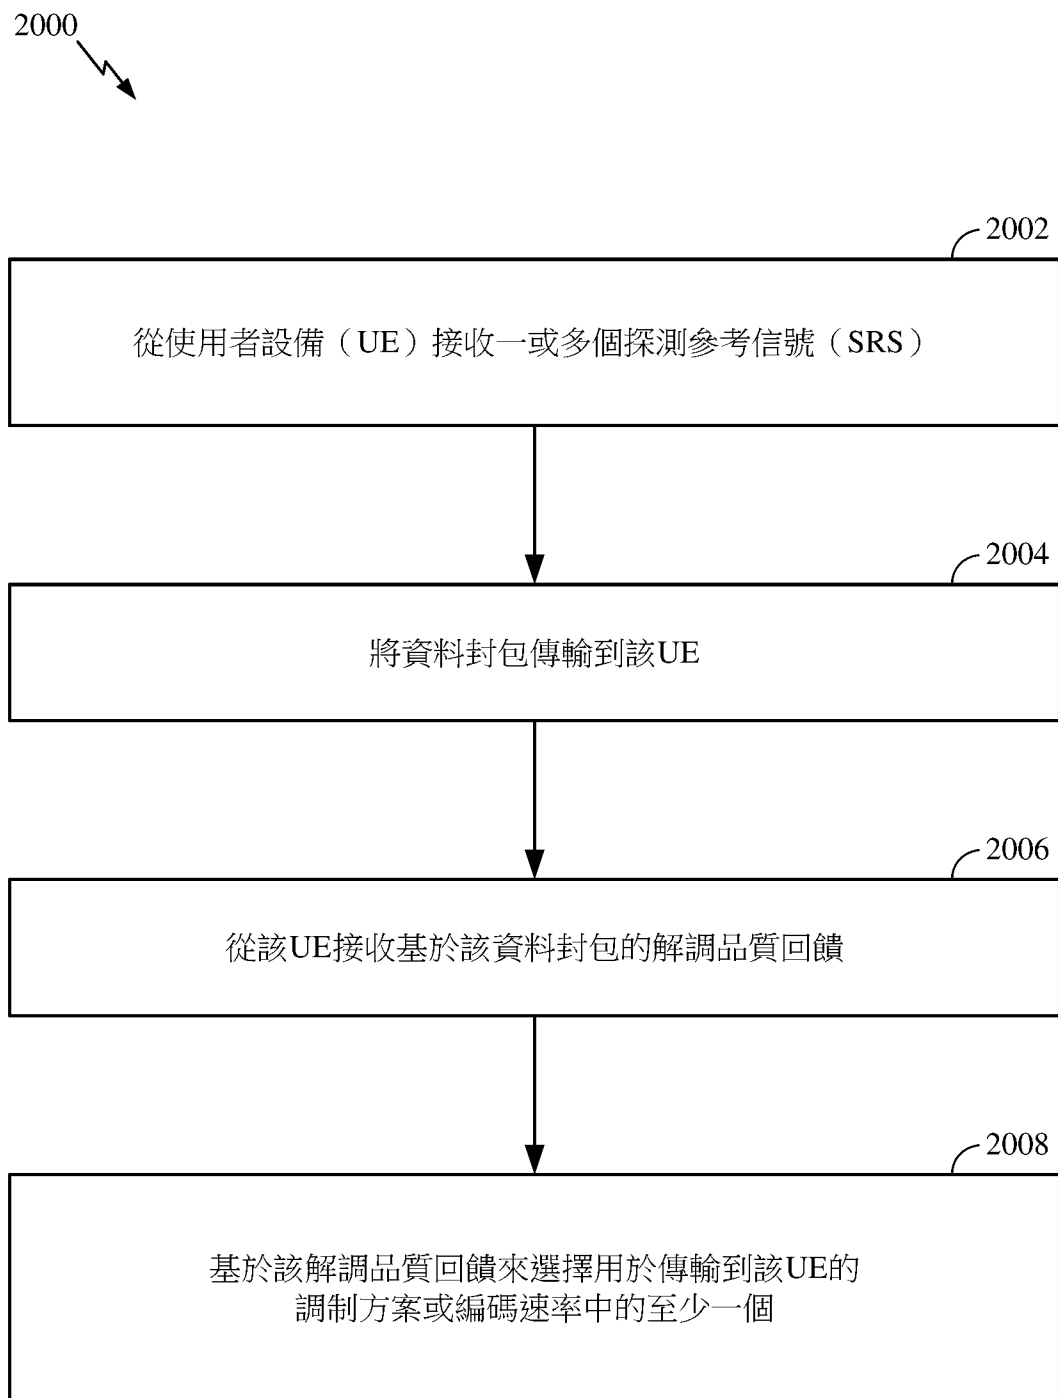 2000
2002
從使用者設備（UE）接收一或多個探測參考信號（SRS）
2004
將資料封包傳輸到該UE
2006
從該UE接收基於該資料封包的解調品質回饋
2008
基於該解調品質回饋來選擇用於傳輸到該UE的
調制方案或編碼速率中的至少一個